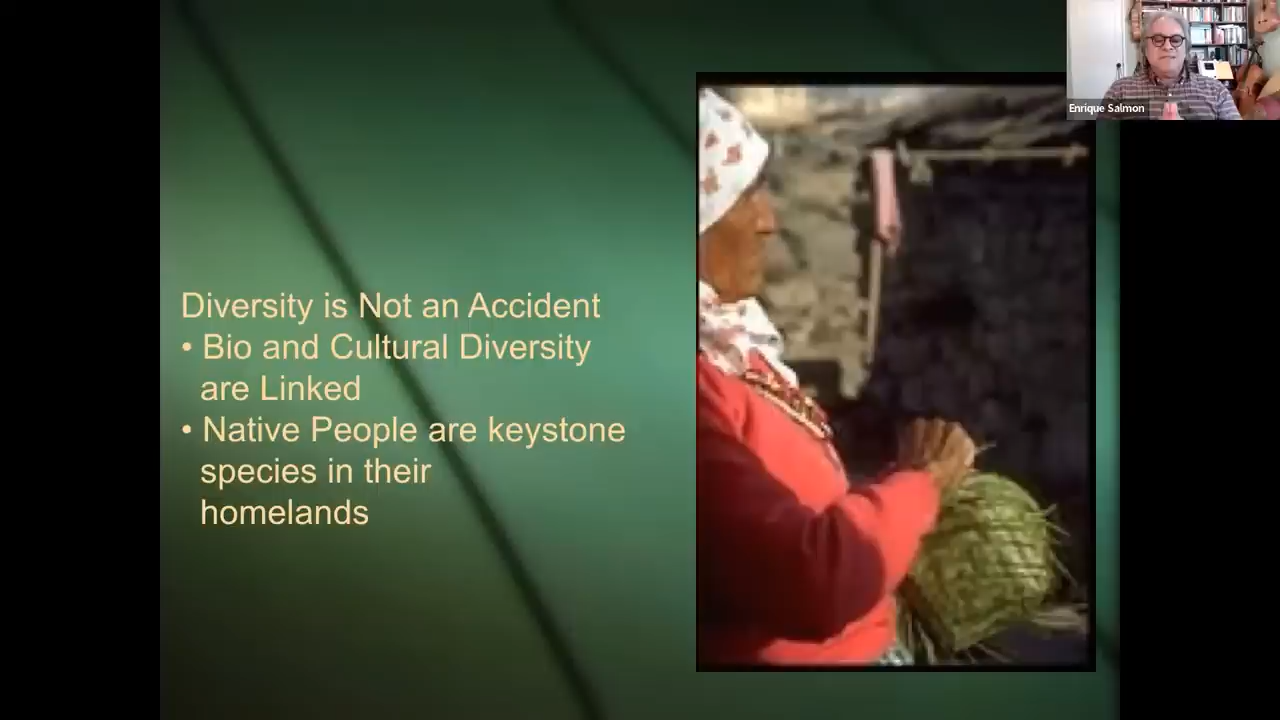 Enrique Salmon
Diversity is Not an Accident
• Bio and Cultural Diversity
are Linked
• Native People are keystone
species in their
homelands